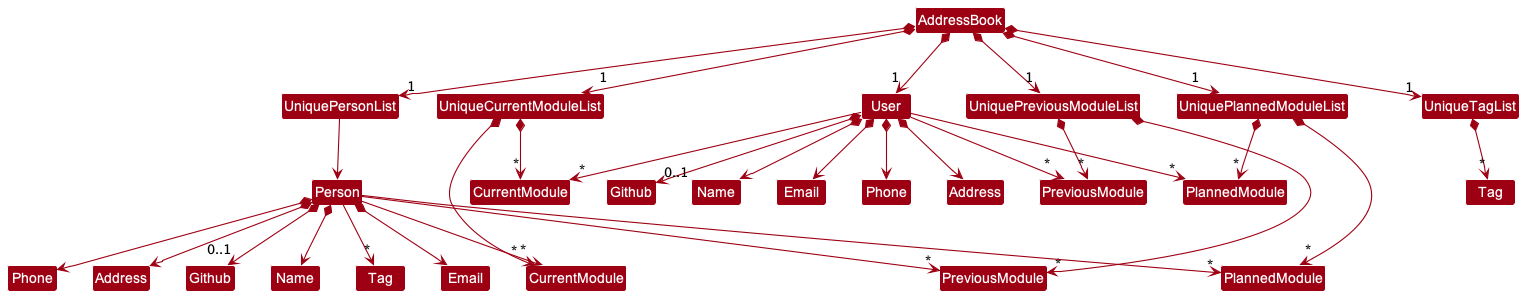 AddressBook
1
1
1
1
1
1
UniquePersonList
UniqueCurrentModuleList
User
UniquePreviousModuleList
UniquePlannedModuleList
UniqueTagList
*
*
0..1
*
*
*
*
*
Person
CurrentModule
Github
Name
Email
Phone
Address
PreviousModule
PlannedModule
Tag
0..1
*
*
*
*
*
*
*
Phone
Address
Github
Name
Tag
Email
CurrentModule
PreviousModule
PlannedModule